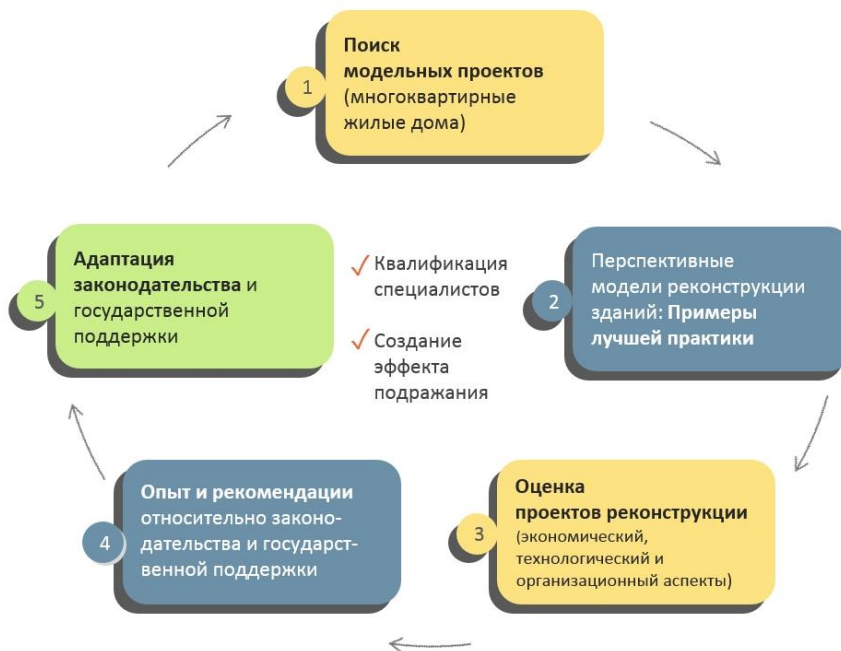 1
Поиск
модельных проектов
(многоквартирные
жилые дома)
2
Перспективные
модели реконструкции
зданий: Примеры
лучшей практики
3
Оценка
проектов реконструкции
(экономический,
технологический и
организационный аспекты)
4
Опыт и рекомендации
относительно законо-
дательства и государст-
венной поддержки
5
Адаптация
законодательства и
государственной
поддержки
✓ Квалификация
специалистов
✓ Создание
эффекта
подражания